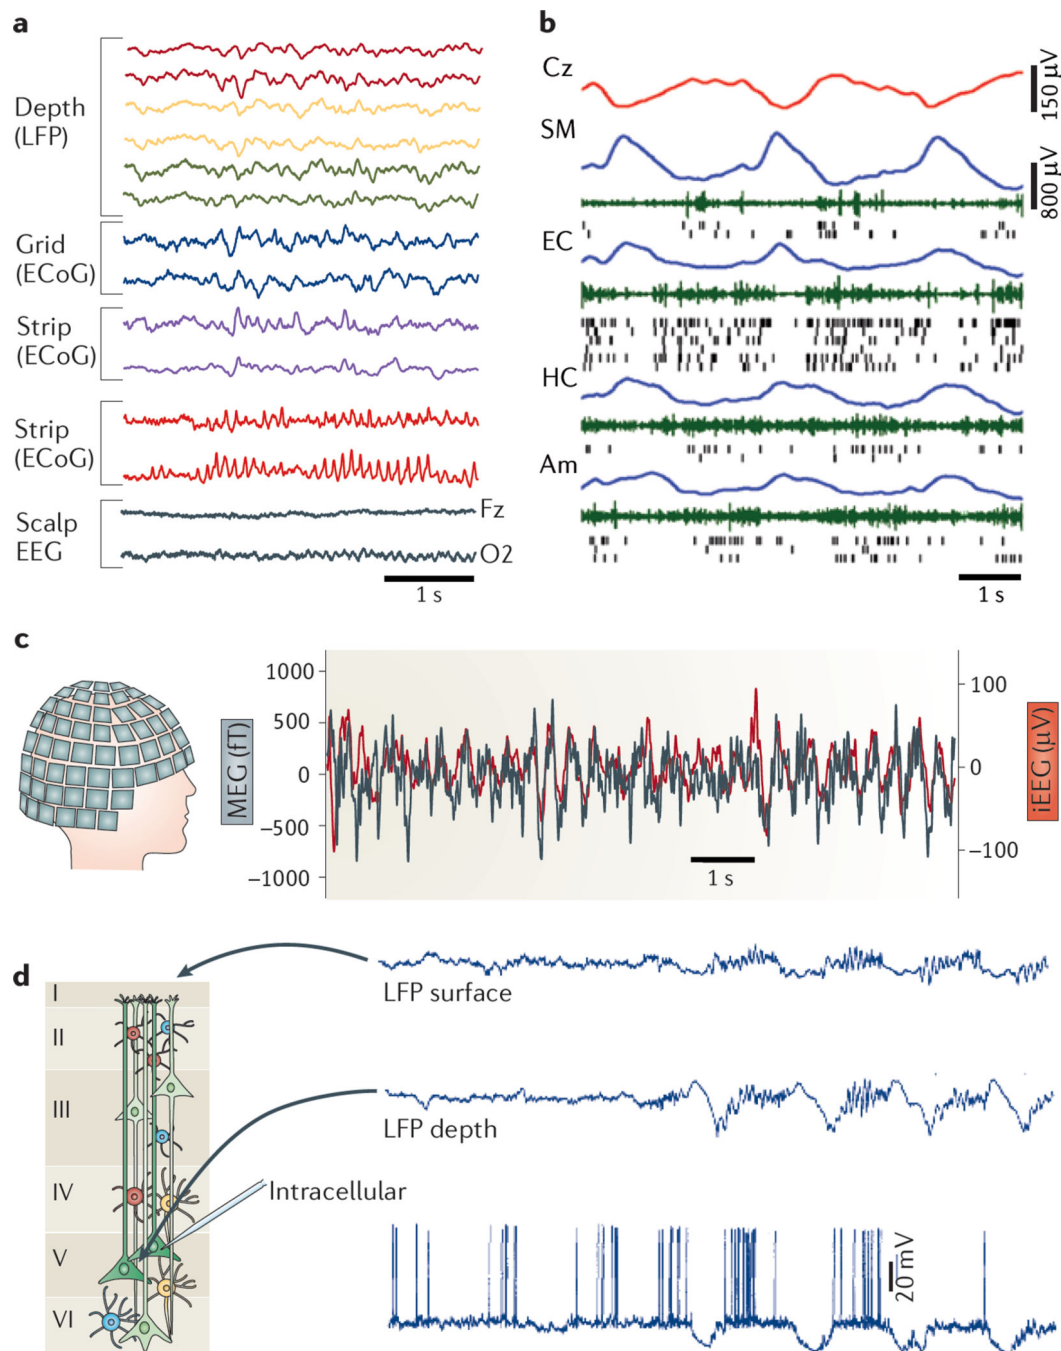 a
Depth
(LFP)
Grid
(ECoG)
Strip
(ECoG)
Strip
(ECoG)
Scalp
EEG
Fz
O2
1 s
b
Cz
150 µV
SM
800 µV
EC
HC
Am
1 s
c
MEG (fT)
1000
500
0
−500
−1000
1 s
100
0
−100
iEEG (µV)
d
I
II
III
IV
V
VI
LFP surface
LFP depth
Intracellular
20 mV